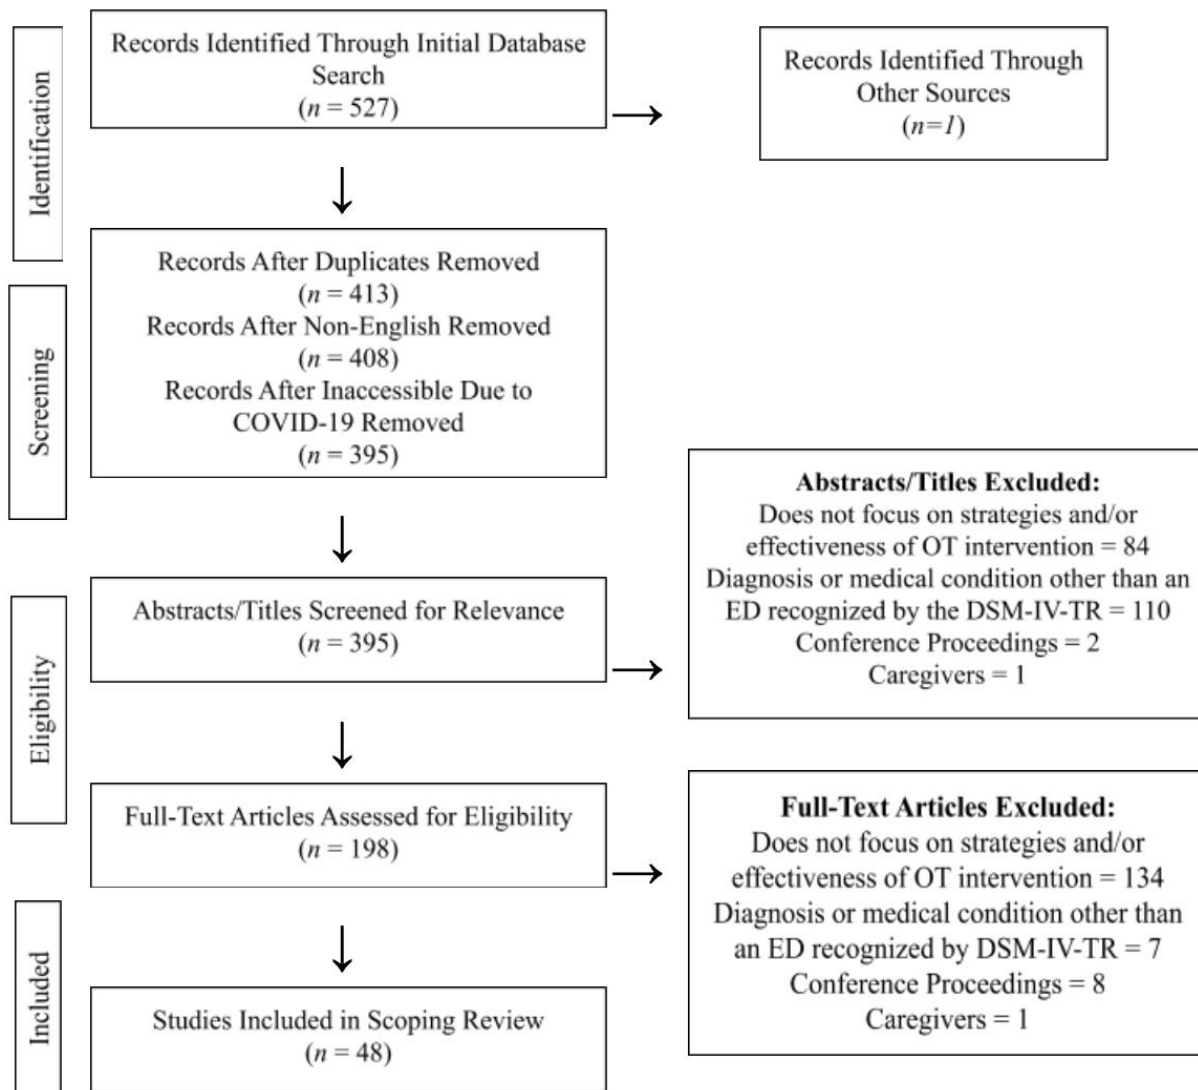 Identification
Records Identified Through Initial Database
Search
(n = 527)
Records Identified Through
Other Sources
(n=1)
Screening
Records After Duplicates Removed
(n = 413)
Records After Non-English Removed
(n = 408)
Records After Inaccessible Due to
COVID-19 Removed
(n = 395)
Eligibility
Abstracts/Titles Screened for Relevance
(n = 395)
Abstracts/Titles Excluded:
Does not focus on strategies and/or
effectiveness of OT intervention = 84
Diagnosis or medical condition other than an
ED recognized by the DSM-IV-TR = 110
Conference Proceedings = 2
Caregivers = 1
Full-Text Articles Assessed for Eligibility
(n = 198)
Full-Text Articles Excluded:
Does not focus on strategies and/or
effectiveness of OT intervention = 134
Diagnosis or medical condition other than
an ED recognized by DSM-IV-TR = 7
Conference Proceedings = 8
Caregivers = 1
Included
Studies Included in Scoping Review
(n = 48)